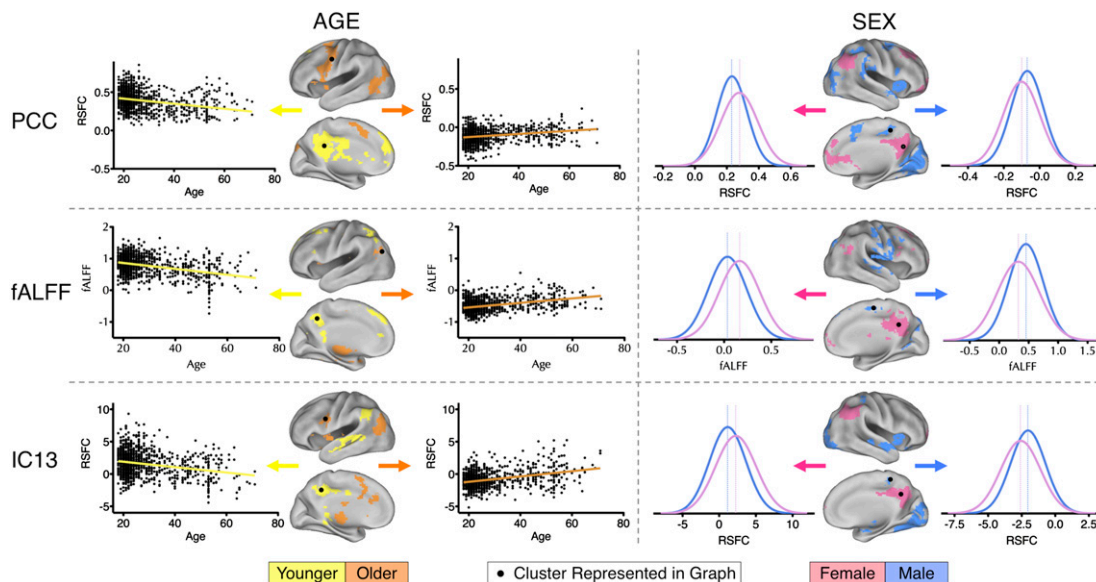 AGE SEX
PCC
RSFC
0.5
0.0
-0.5
20 40 60 80
Age
RSFC
0.5
0.0
-0.5
20 40 60 80
Age
-0.2 0.0 0.2 0.4 0.6
RSFC
-0.4 -0.2 0.0 0.2
RSFC
fALFF
fALFF
2
1
0
-1
20 40 60 80
Age
fALFF
2
1
0
-1
20 40 60 80
Age
-0.5 0.0 0.5
fALFF
-0.5 0.0 0.5 1.0 1.5
fALFF
IC13
RSFC
10
5
0
-5
20 40 60 80
Age
RSFC
10
5
0
-5
20 40 60 80
Age
-5 0 5 10
RSFC
-7.5 -5.0 -2.5 0.0 2.5
RSFC
Younger Older
Cluster Represented in Graph
Female Male